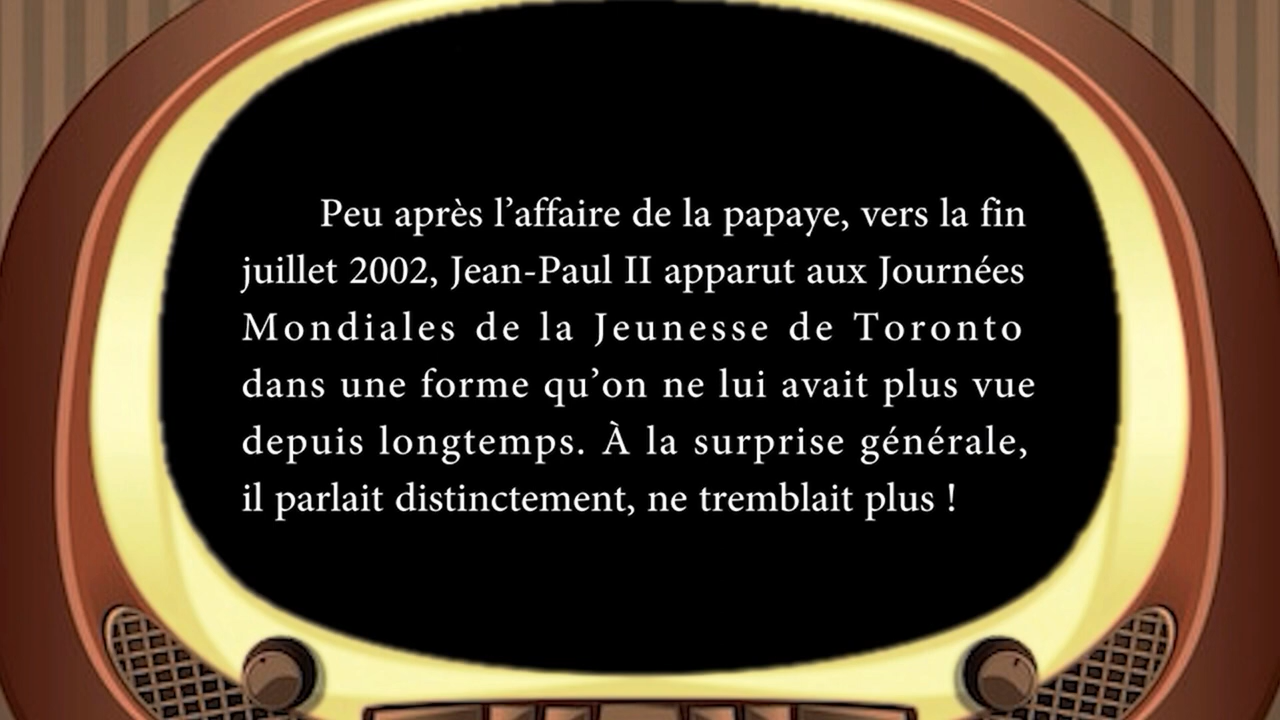 Peu après l’affaire de la papaye, vers la fin
juillet 2002, Jean-Paul II apparut aux Journées
Mondiales de la Jeunesse de Toronto
dans une forme qu’on ne lui avait plus vue
depuis longtemps. À la surprise générale,
il parlait distinctement, ne tremblait plus !